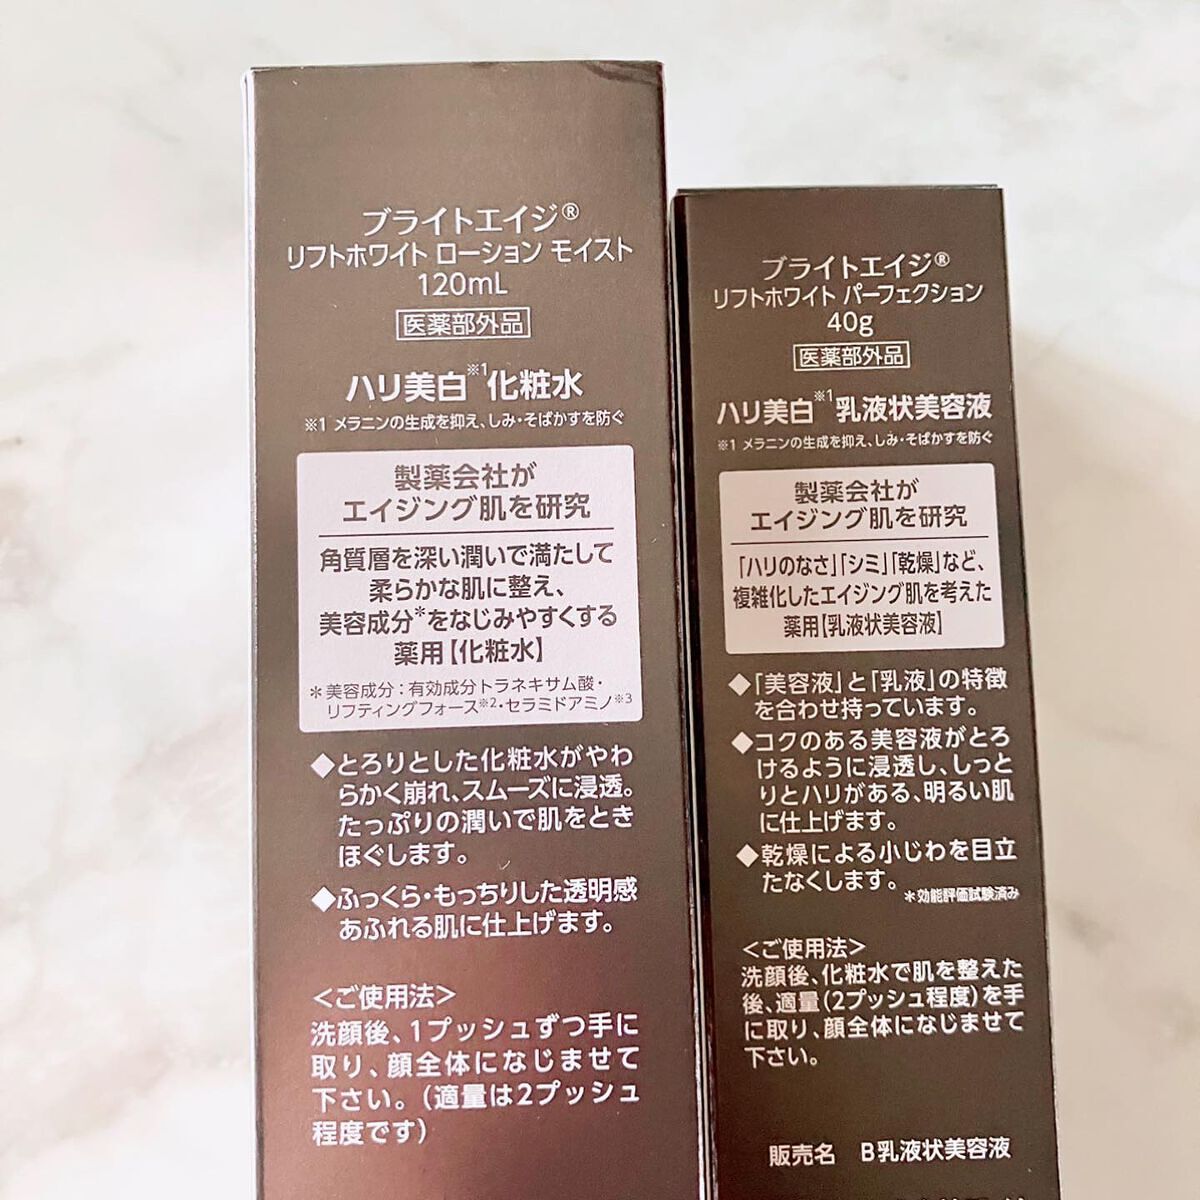 ブライトエイジ®
リフトホワイト ローション モイスト
120mL
医薬部外品
ハリ美白※1化粧水
※1 メラニンの生成を抑え、しみ・そばかすを防ぐ
製薬会社が
エイジング肌を研究
角質層を深い潤いで満たして
柔らかな肌に整え、
美容成分*をなじみやすくする
薬用【化粧水】
*美容成分:有効成分トラネキサム酸・
リフティングフォース※2・セラミドアミノ※3
◆とろりとした化粧水がやわ
らかく崩れ、スムーズに浸透。
たっぷりの潤いで肌をとき
ほぐします。
◆ふっくら・もっちりした透明感
あふれる肌に仕上げます。
<ご使用法>
洗顔後、1プッシュずつ手に
取り、顔全体になじませて
下さい。(適量は2プッシュ
程度です)
ブライトエイジ®
リフトホワイト パーフェクション
40g
医薬部外品
ハリ美白※1乳液状美容液
※1 メラニンの生成を抑え、しみ・そばかすを防ぐ
製薬会社が
エイジング肌を研究
「ハリのなさ」「シミ」「乾燥」など、
複雑化したエイジング肌を考えた
薬用【乳液状美容液】
◆「美容液」と「乳液」の特徴
を合わせ持っています。
◆コクのある美容液がとろ
けるように浸透し、しっと
りとハリがある、明るい肌
に仕上げます。
◆乾燥による小じわを目立
たなくします。
*効能評価試験済み
<ご使用法>
洗顔後、化粧水で肌を整えた
後、適量(2プッシュ程度)を手
に取り、顔全体になじませて
下さい。
販売名 B乳液状美容液